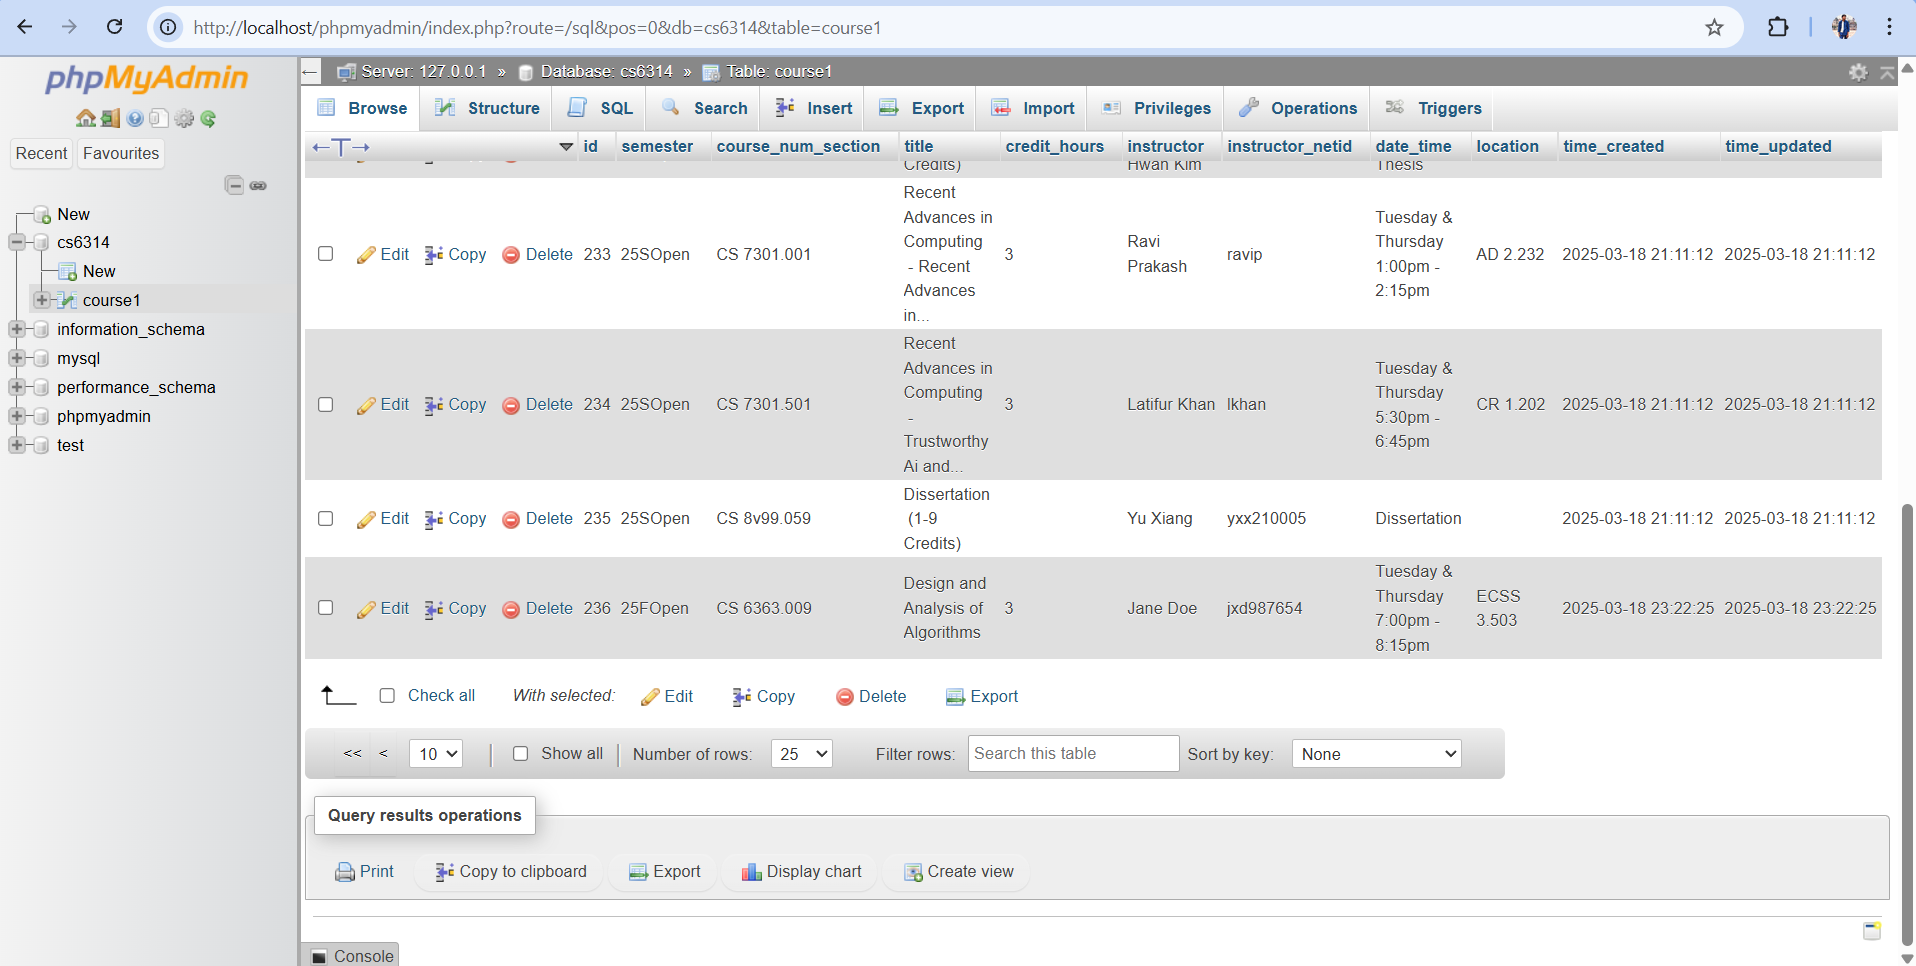 http://localhost/phpmyadmin/index.php?route=/sql&pos=0&db=cs6314&table=course1
phpMyAdmin
Recent
Favourites
New
cs6314
New
course1
information_schema
mysql
performance_schema
phpmyadmin
test
Server: 127.0.0.1 » Database: cs6314 » Table: course1
Browse Structure SQL Search Insert Export Import Privileges Operations Triggers
id semester course_num_section title credit_hours instructor instructor_netid date_time location time_created time_updated
Credits) Hwan Kim Thesis
Edit Copy Delete 233 25SOpen CS 7301.001
Recent
Advances in
Computing
- Recent
Advances
in...
3
Ravi
Prakash
ravip
Tuesday &
Thursday
1:00pm -
2:15pm
AD 2.232 2025-03-18 21:11:12 2025-03-18 21:11:12
Edit Copy Delete 234 25SOpen CS 7301.501
Recent
Advances in
Computing
-
Trustworthy
Ai and...
3
Latifur Khan lkhan
Tuesday &
Thursday
5:30pm -
6:45pm
CR 1.202 2025-03-18 21:11:12 2025-03-18 21:11:12
Edit Copy Delete 235 25SOpen CS 8v99.059
Dissertation
(1-9
Credits)
Yu Xiang yxx210005 Dissertation 2025-03-18 21:11:12 2025-03-18 21:11:12
Edit Copy Delete 236 25FOpen CS 6363.009
Design and
Analysis of
Algorithms
3
Jane Doe jxd987654
Tuesday &
Thursday
7:00pm -
8:15pm
ECSS
3.503
2025-03-18 23:22:25 2025-03-18 23:22:25
Check all With selected: Edit Copy Delete Export
<< < 10 | Show all | Number of rows: 25 Filter rows: Search this table Sort by key: None
Query results operations
Print Copy to clipboard Export Display chart Create view
Console